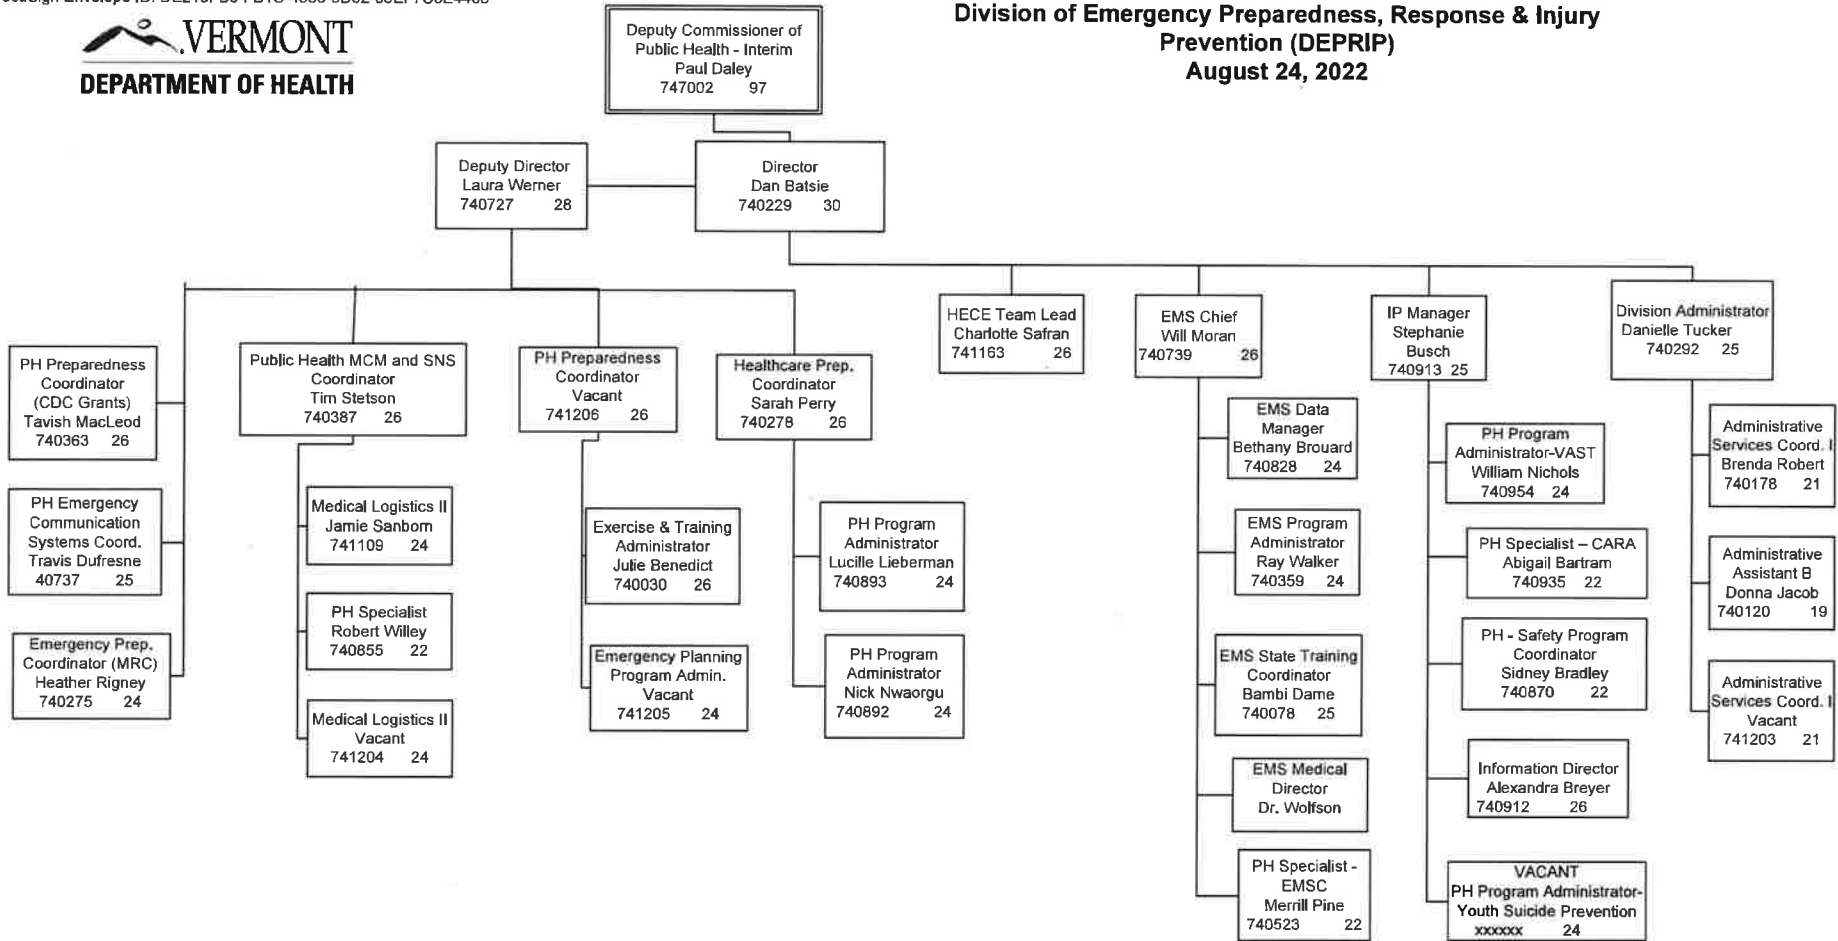 VERMONT
DEPARTMENT OF HEALTH
Division of Emergency Preparedness, Response & Injury
Prevention (DEPRIP)
August 24, 2022
Deputy Commissioner of
Public Health - Interim
Paul Daley
747002 97
Deputy Director
Laura Werner
740727 28
Director
Dan Batsie
740229 30
PH Preparedness
Coordinator
(CDC Grants)
Tavish MacLeod
740363 26
PH Emergency
Communication
Systems Coord.
Travis Dufresne
40737 25
Emergency Prep.
Coordinator (MRC)
Heather Rigney
740275 24
Public Health MCM and SNS
Coordinator
Tim Stetson
740387 26
Medical Logistics II
Jamie Sanborn
741109 24
PH Specialist
Robert Willey
740855 22
Medical Logistics II
Vacant
741204 24
PH Preparedness
Coordinator
Vacant
741206 26
Exercise & Training
Administrator
Julie Benedict
740030 26
Emergency Planning
Program Admin.
Vacant
741205 24
Healthcare Prep.
Coordinator
Sarah Perry
740278 26
PH Program
Administrator
Lucille Lieberman
740893 24
PH Program
Administrator
Nick Nwaorgu
740892 24
HECE Team Lead
Charlotte Safran
741163 26
EMS Chief
Will Moran
740739 26
EMS Data
Manager
Bethany Brouard
740828 24
EMS Program
Administrator
Ray Walker
740359 24
EMS State Training
Coordinator
Bambi Dame
740078 25
EMS Medical
Director
Dr. Wolfson
PH Specialist -
EMSC
Merrill Pine
740523 22
IP Manager
Stephanie
Busch
740913 25
PH Program
Administrator-VAST
William Nichols
740954 24
PH Specialist – CARA
Abigail Bartram
740935 22
PH - Safety Program
Coordinator
Sidney Bradley
740870 22
Information Director
Alexandra Breyer
740912 26
VACANT
PH Program Administrator-
Youth Suicide Prevention
xxxxxx 24
Division Administrator
Danielle Tucker
740292 25
Administrative
Services Coord. I
Brenda Robert
740178 21
Administrative
Assistant B
Donna Jacob
740120 19
Administrative
Services Coord. I
Vacant
741203 21